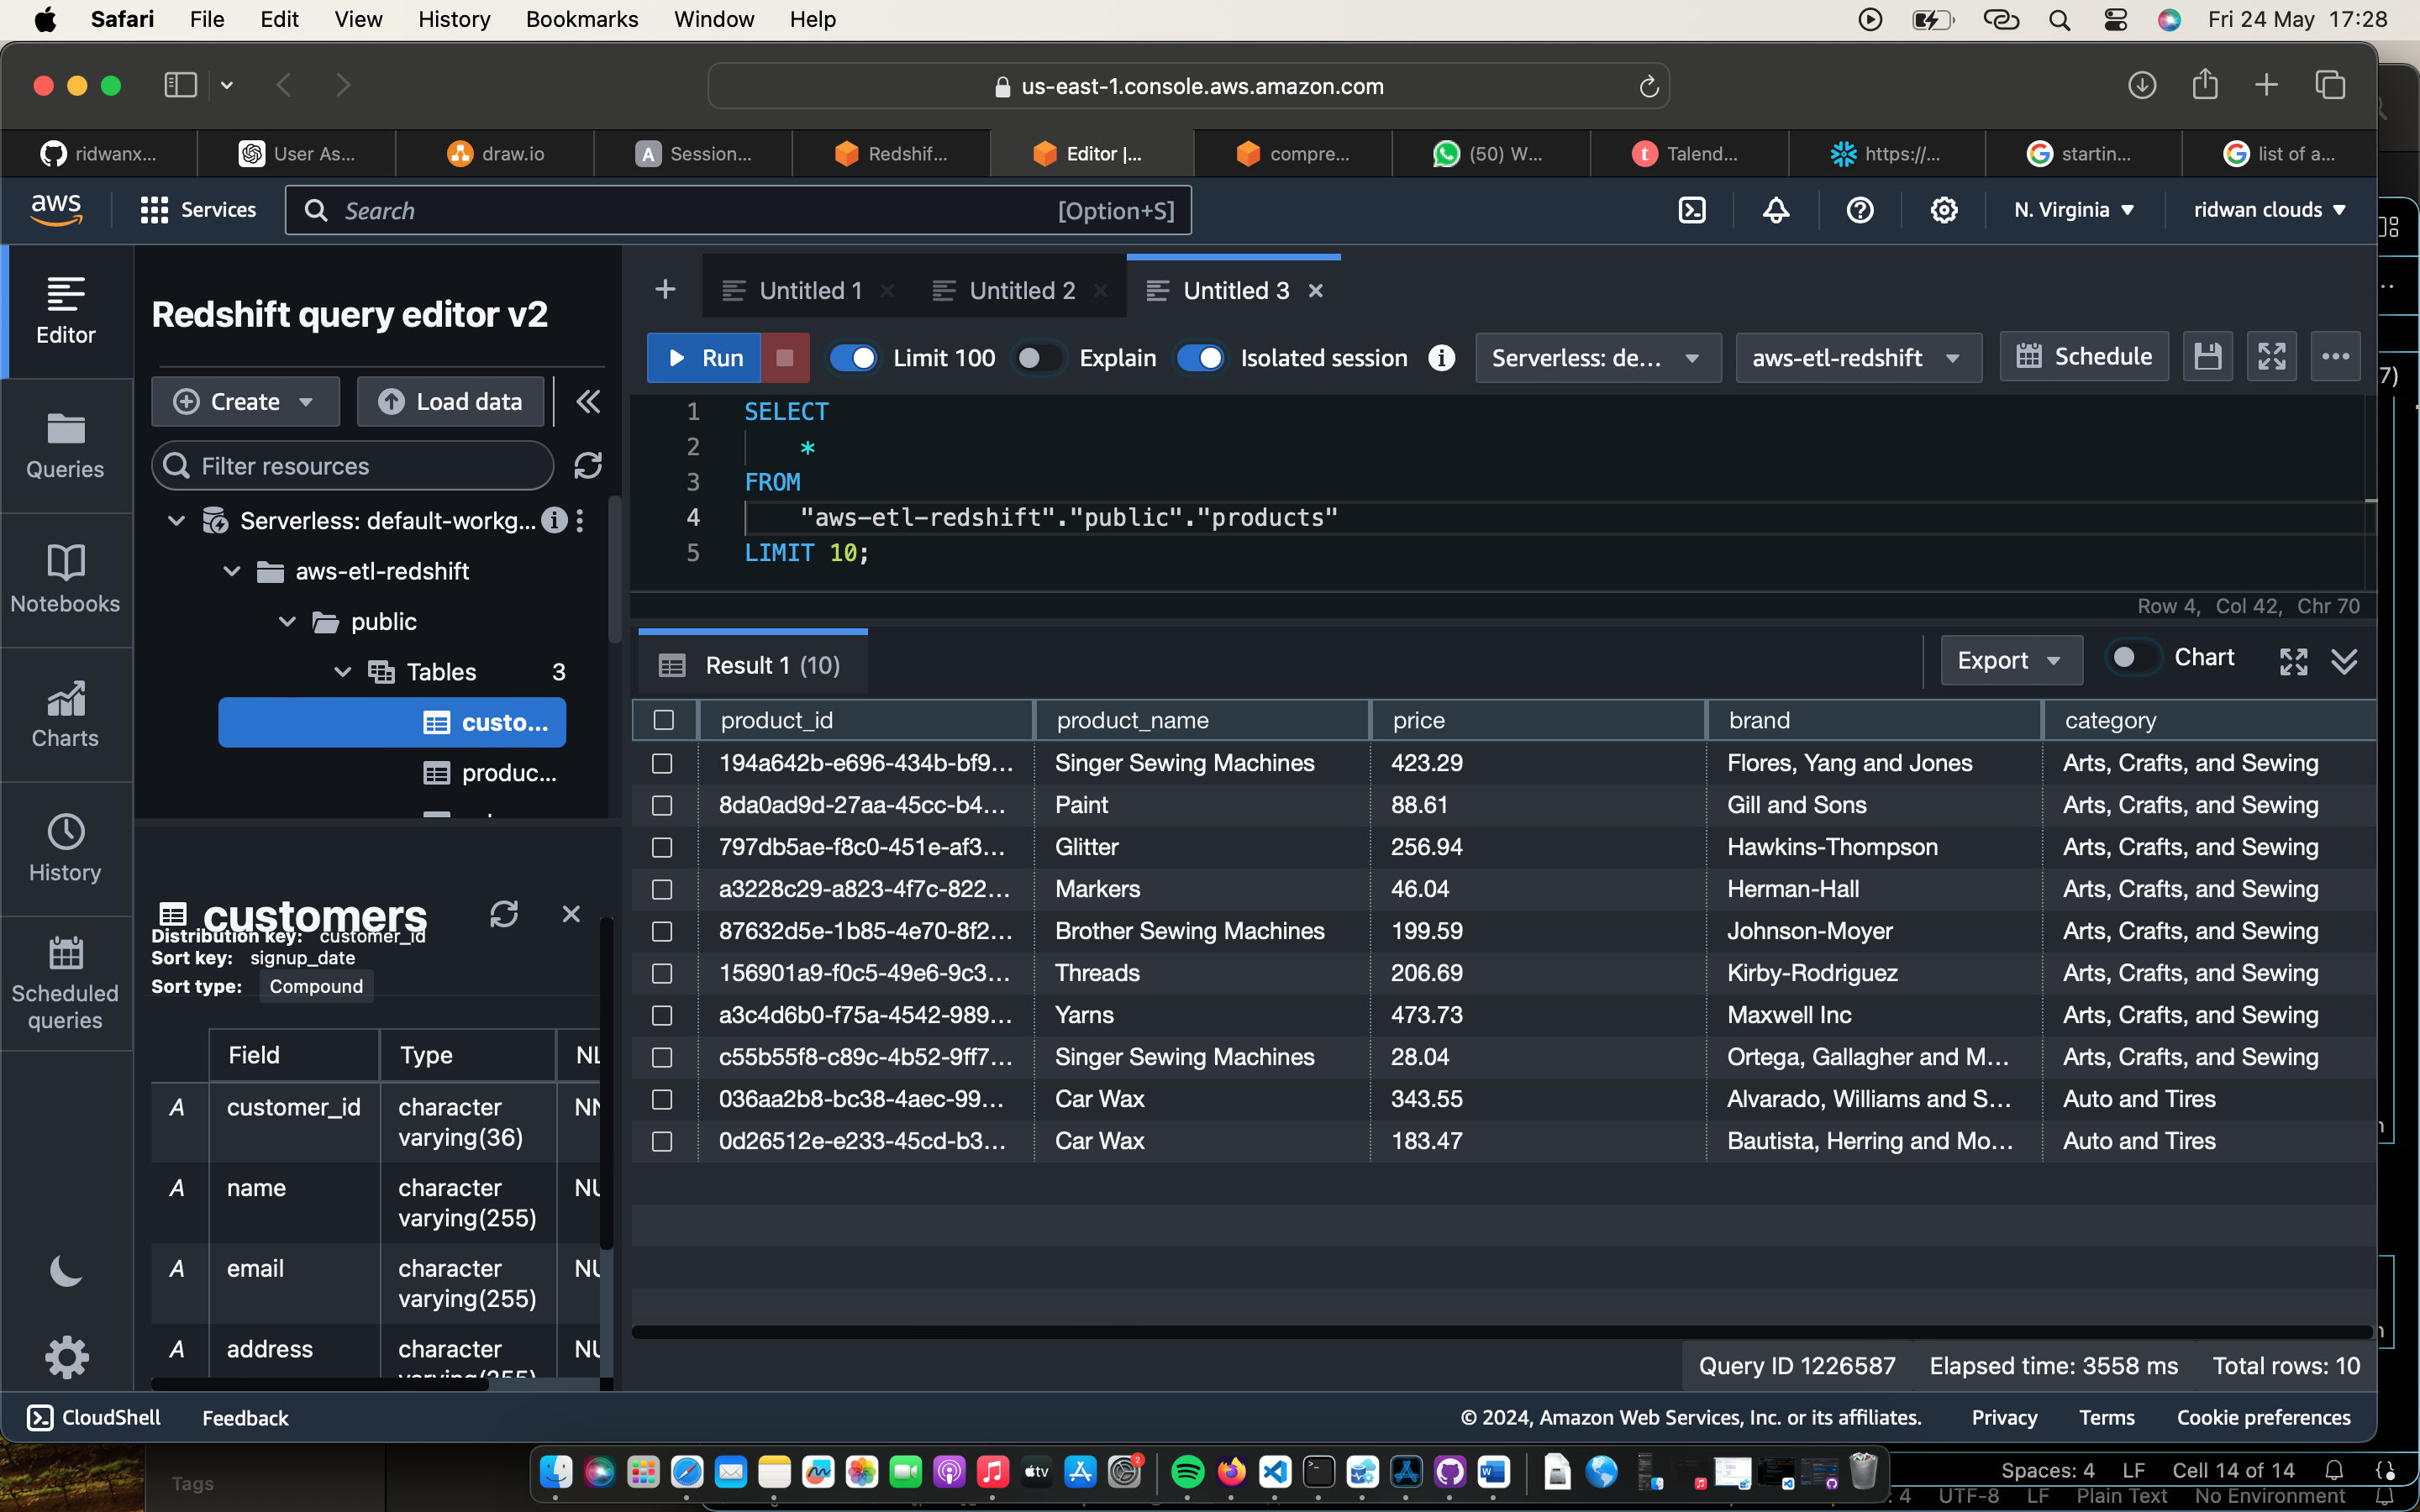 Safari File Edit View History Bookmarks Window Help Fri 24 May 17:28
us-east-1.console.aws.amazon.com
ridwanx... User As... draw.io A Session... Redshif... Editor |... compre... (50) W... t Talend... https://... startin... list of a...
aws Services Search [Option+S] N. Virginia ridwan clouds
Editor
Queries
Notebooks
Charts
History
Scheduled
queries
Redshift query editor v2
Create Load data
Filter resources
Serverless: default-workg...
aws-etl-redshift
public
Tables 3
custo...
produc...
customers
Distribution key: customer_id
Sort key: signup_date
Sort type: Compound
Field Type
customer_id character
varying(36)
name character
varying(255)
email character
varying(255)
address character
varying(255)
Untitled 1 Untitled 2 Untitled 3
Run Limit 100 Explain Isolated session Serverless: de... aws-etl-redshift Schedule
1 SELECT
2 *
3 FROM
4 "aws-etl-redshift"."public"."products"
5 LIMIT 10;
Row 4, Col 42, Chr 70
Result 1 (10) Export Chart
product_id product_name price brand category
194a642b-e696-434b-bf9... Singer Sewing Machines 423.29 Flores, Yang and Jones Arts, Crafts, and Sewing
8da0ad9d-27aa-45cc-b4... Paint 88.61 Gill and Sons Arts, Crafts, and Sewing
797db5ae-f8c0-451e-af3... Glitter 256.94 Hawkins-Thompson Arts, Crafts, and Sewing
a3228c29-a823-4f7c-822... Markers 46.04 Herman-Hall Arts, Crafts, and Sewing
87632d5e-1b85-4e70-8f2... Brother Sewing Machines 199.59 Johnson-Moyer Arts, Crafts, and Sewing
156901a9-f0c5-49e6-9c3... Threads 206.69 Kirby-Rodriguez Arts, Crafts, and Sewing
a3c4d6b0-f75a-4542-989... Yarns 473.73 Maxwell Inc Arts, Crafts, and Sewing
c55b55f8-c89c-4b52-9ff7... Singer Sewing Machines 28.04 Ortega, Gallagher and M... Arts, Crafts, and Sewing
036aa2b8-bc38-4aec-99... Car Wax 343.55 Alvarado, Williams and S... Auto and Tires
0d26512e-e233-45cd-b3... Car Wax 183.47 Bautista, Herring and Mo... Auto and Tires
Query ID 1226587 Elapsed time: 3558 ms Total rows: 10
CloudShell Feedback © 2024, Amazon Web Services, Inc. or its affiliates. Privacy Terms Cookie preferences
Tags
Spaces: 4 LF Cell 14 of 14
: 4 UTF-8 LF Plain Text No Environment